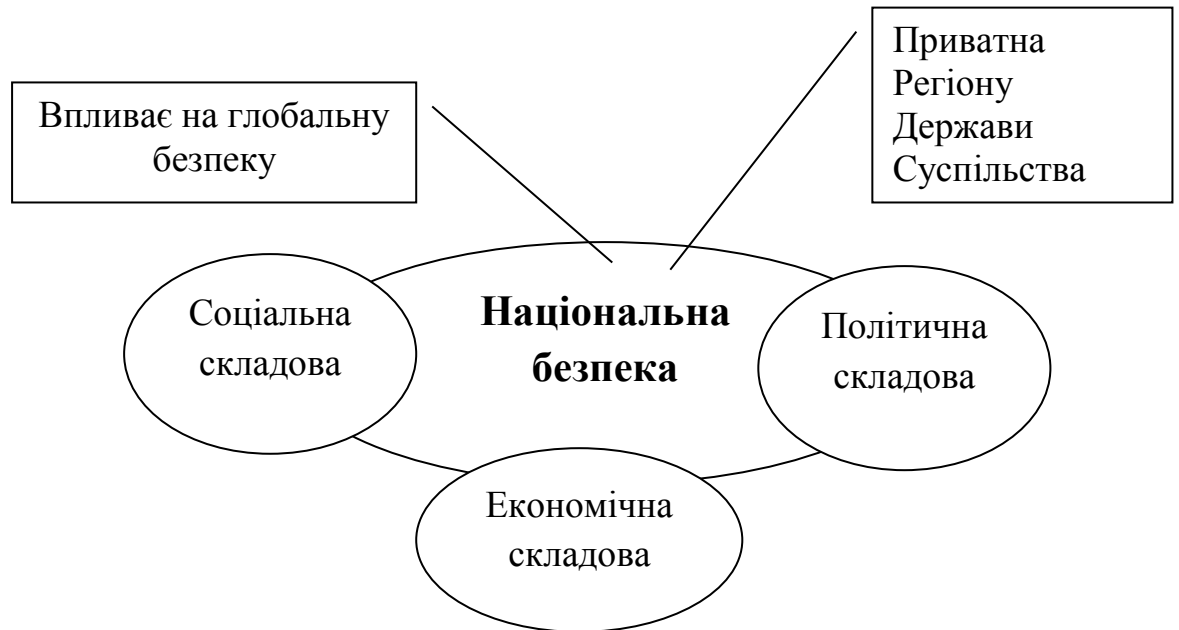 Приватна
Регіону
Держави
Суспільства
Впливає на глобальну
безпеку
Соціальна
складова
Національна
безпека
Політична
складова
Економічна
складова